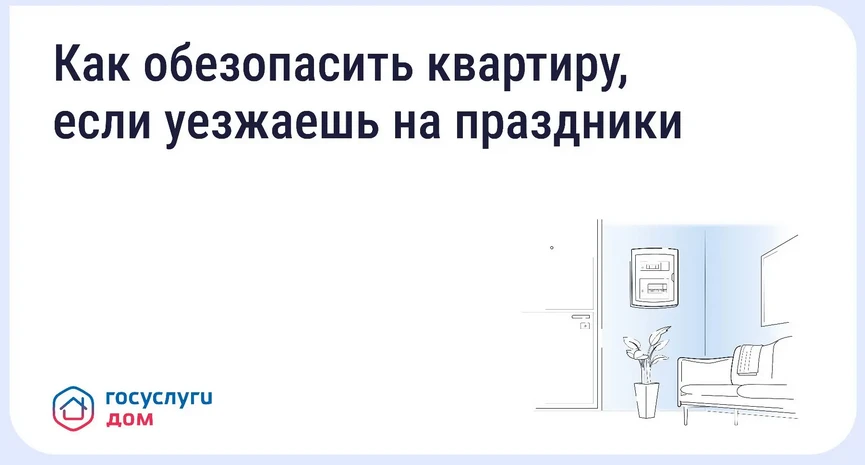 Как обезопасить квартиру,
если уезжаешь на праздники
госуслуги
дом